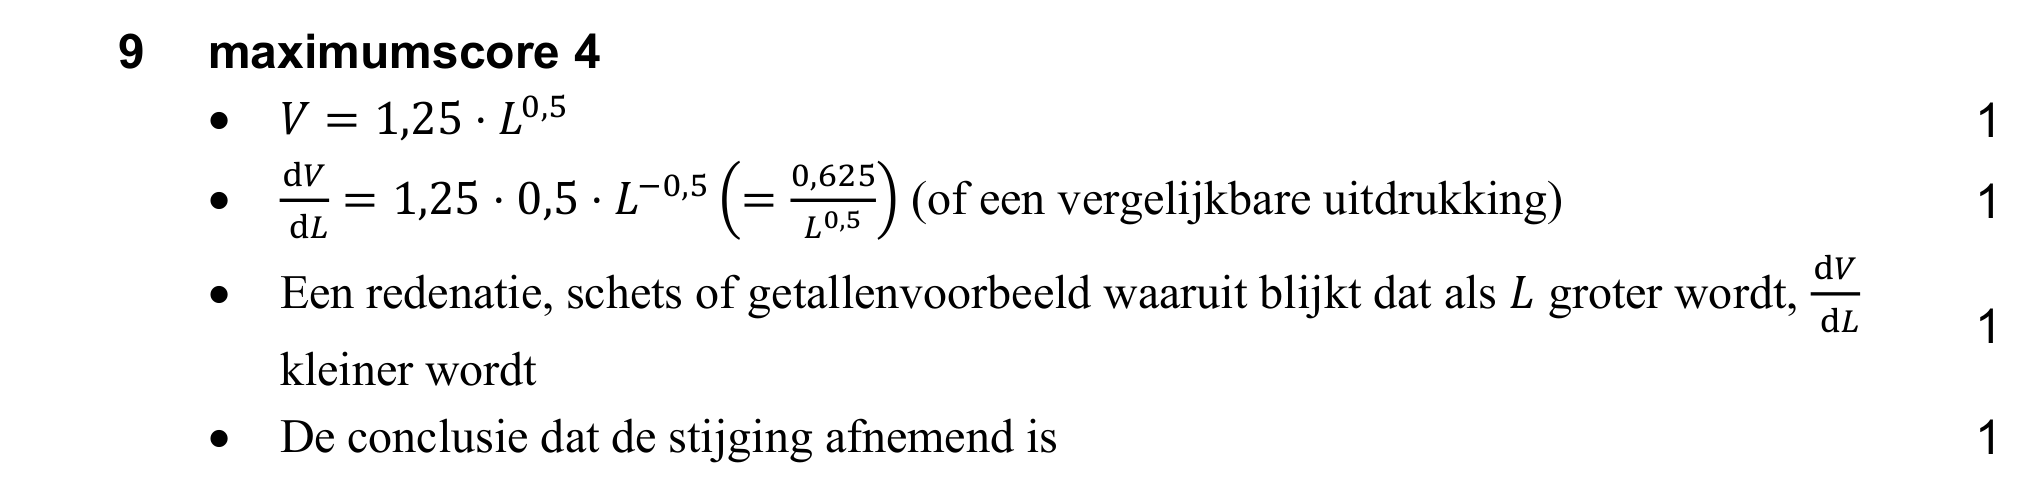 9 maximumscore 4
• V = 1,25 · L^0,5 1
• dV/dL = 1,25 · 0,5 · L^−0,5 (= 0,625/L^0,5) (of een vergelijkbare uitdrukking) 1
• Een redenatie, schets of getallenvoorbeeld waaruit blijkt dat als L groter wordt, dV/dL 1
kleiner wordt
• De conclusie dat de stijging afnemend is 1